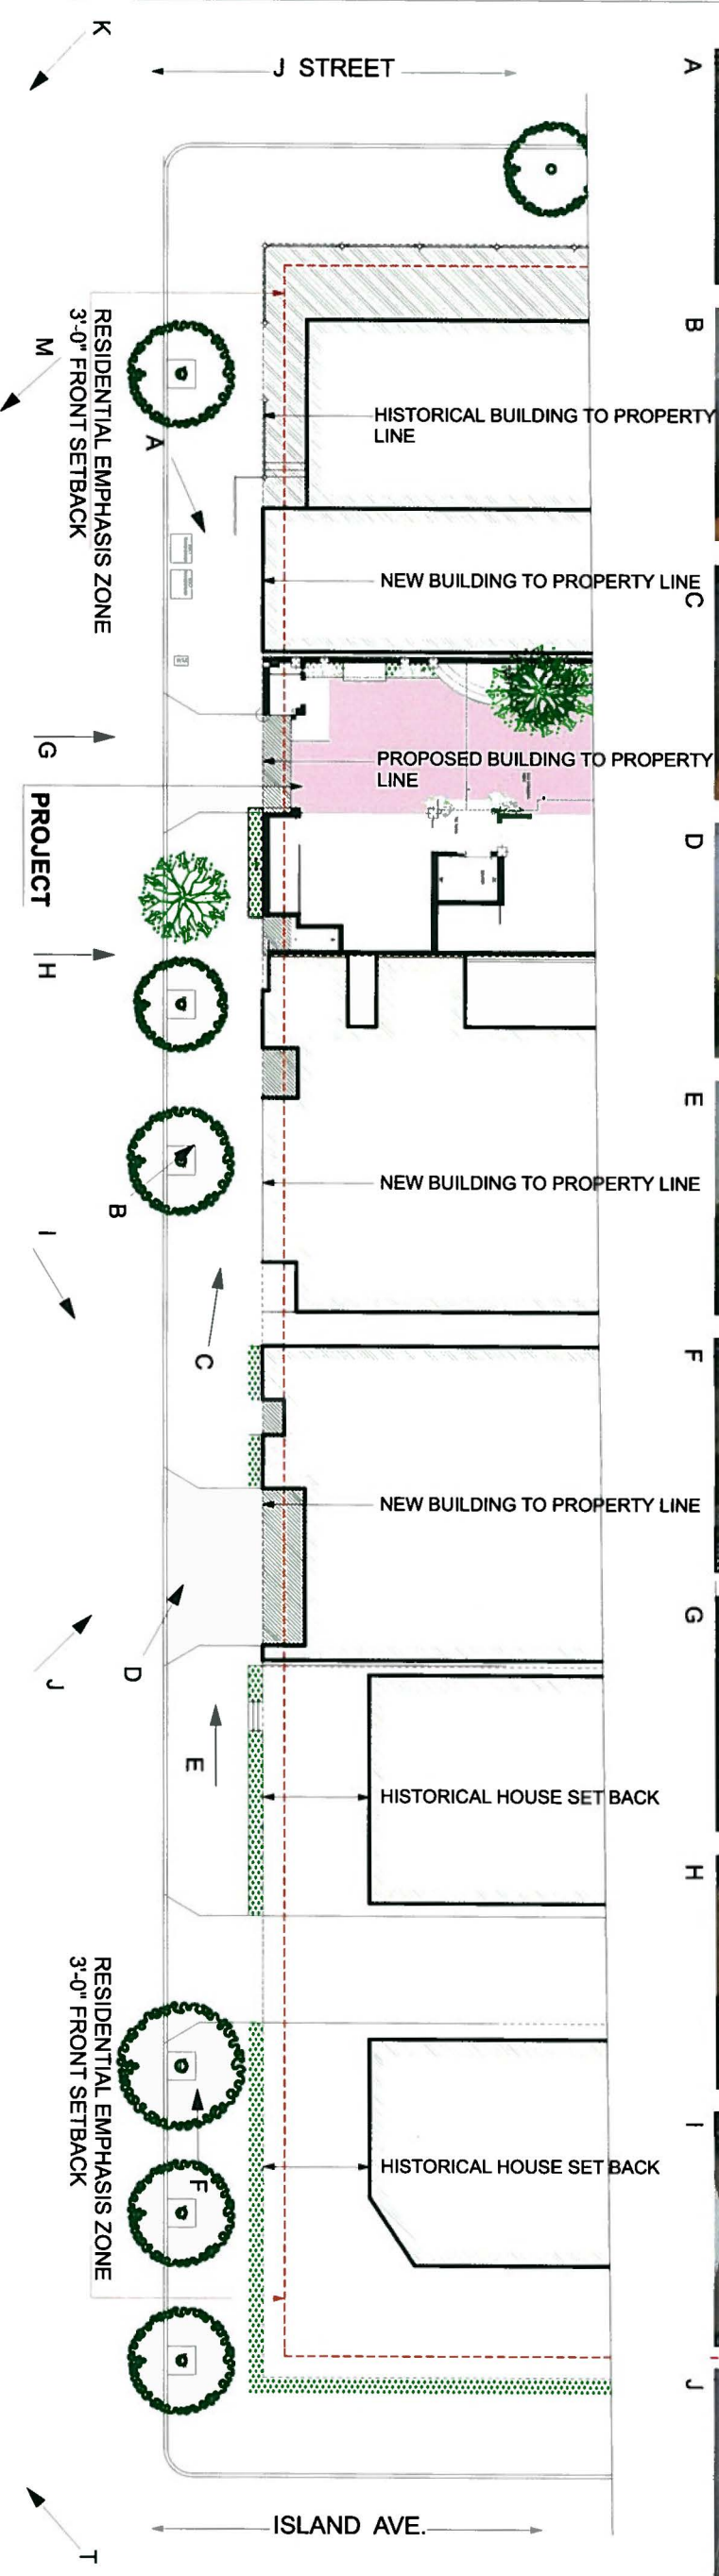 K
J STREET
A
RESIDENTIAL EMPHASIS ZONE
3'-0" FRONT SETBACK
M
A
B
HISTORICAL BUILDING TO PROPERTY
LINE
NEW BUILDING TO PROPERTY LINE
C
G
PROPOSED BUILDING TO PROPERTY
LINE
PROJECT
D
H
E
B
NEW BUILDING TO PROPERTY LINE
I
C
F
NEW BUILDING TO PROPERTY LINE
G
D
J
E
HISTORICAL HOUSE SET BACK
H
RESIDENTIAL EMPHASIS ZONE
3'-0" FRONT SETBACK
I
HISTORICAL HOUSE SET BACK
F
J
ISLAND AVE.
T